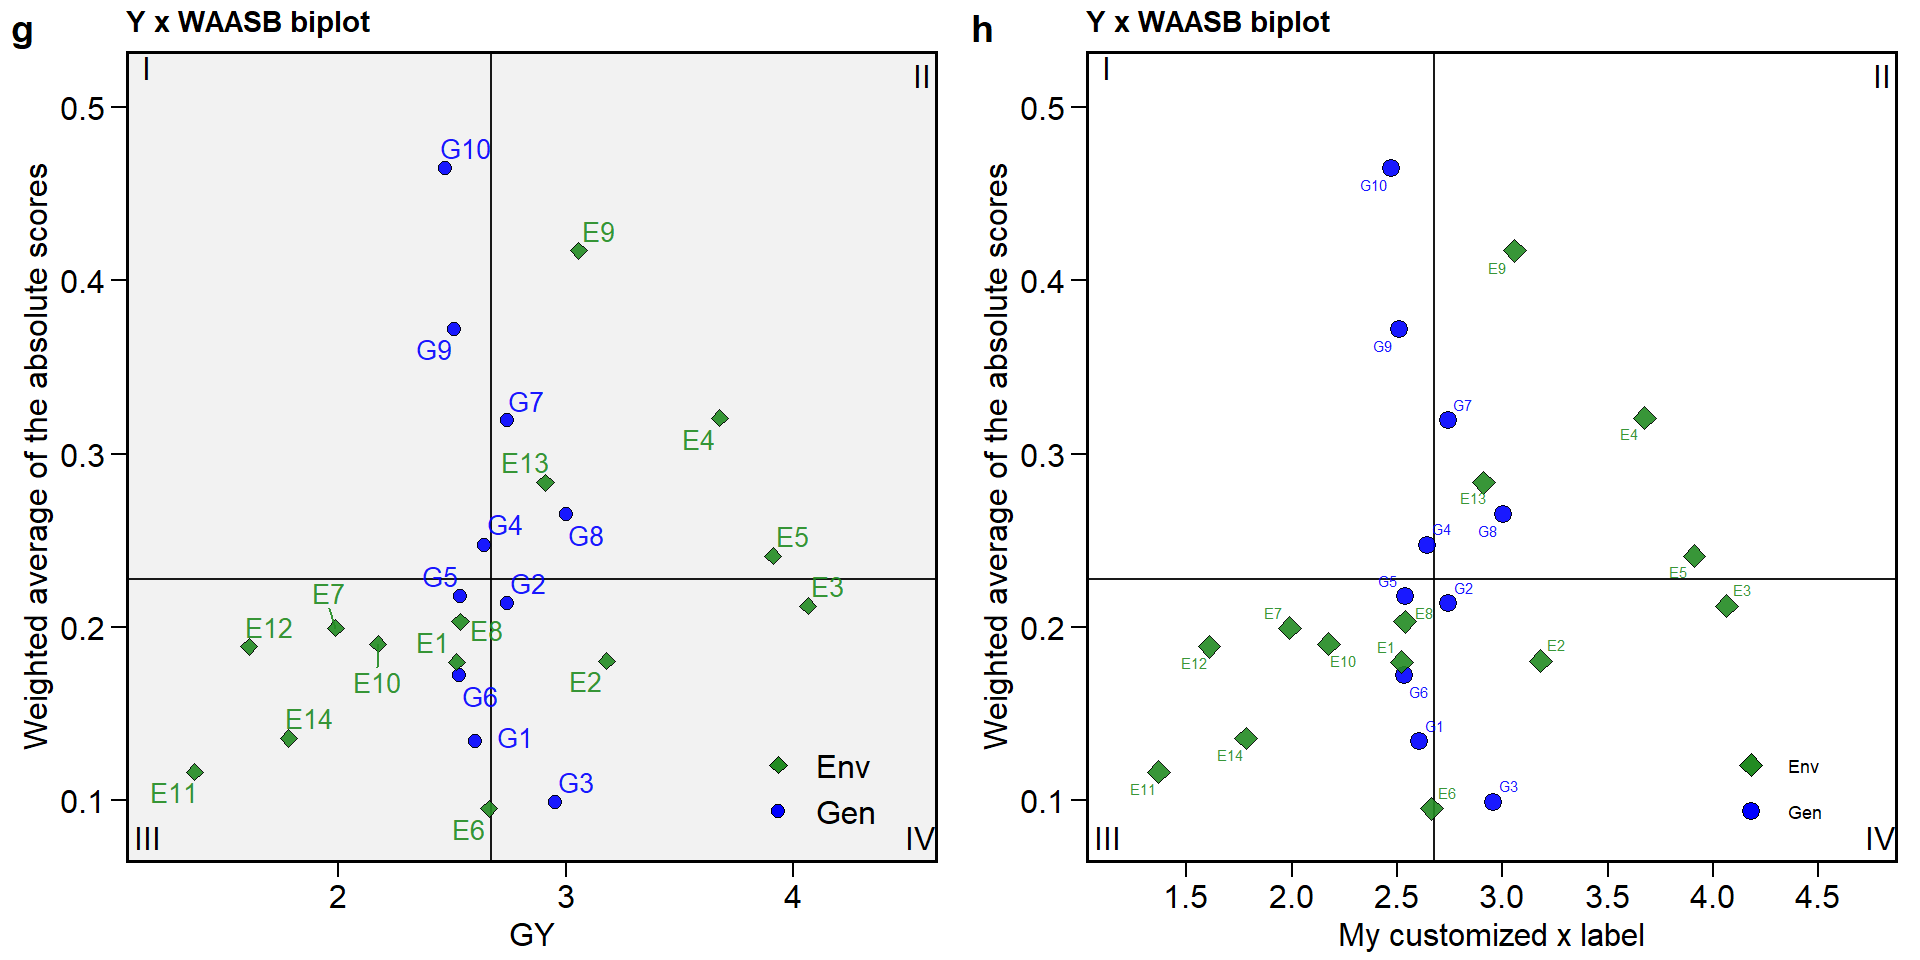 g
Y x WAASB biplot
I
II
0.5
G10
E9
0.4
G9
G7
E4
E13
0.3
G4
G8
E5
G5
G2
E3
E7
E12
E8
0.2
E1
E10
G6
E2
E14
G1
Env
E11
G3
0.1
Gen
E6
III
IV
2
3
4
GY
Weighted average of the absolute scores
h
Y x WAASB biplot
I
II
0.5
G10
E9
0.4
G9
G7
E4
0.3
E13
G4
G8
E5
G5
G2
E3
E7
E8
0.2
E1
E2
E12
E10
G6
G1
E14
Env
E11
G3
E6
0.1
Gen
III
IV
1.5
2.0
2.5
3.0
3.5
4.0
4.5
My customized x label
Weighted average of the absolute scores